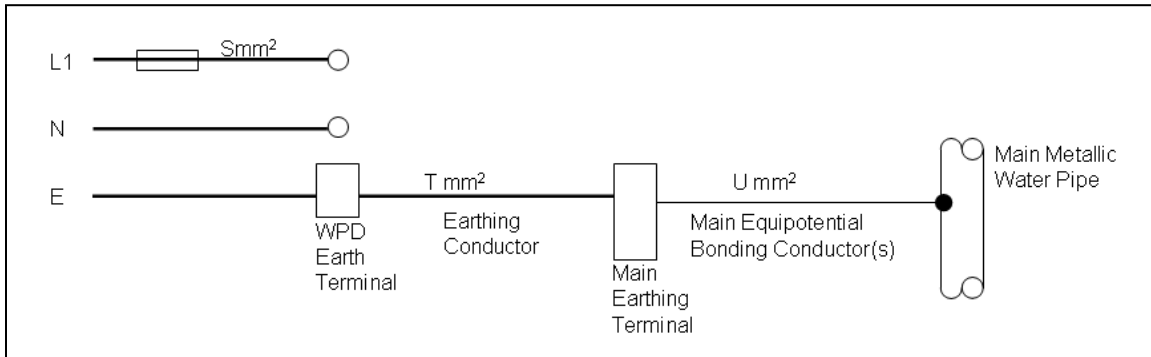 L1
Smm²
N
E
T mm²
U mm²
Main Metallic
Water Pipe
WPD
Earth
Terminal
Earthing
Conductor
Main Equipotential
Bonding Conductor(s)
Main
Earthing
Terminal